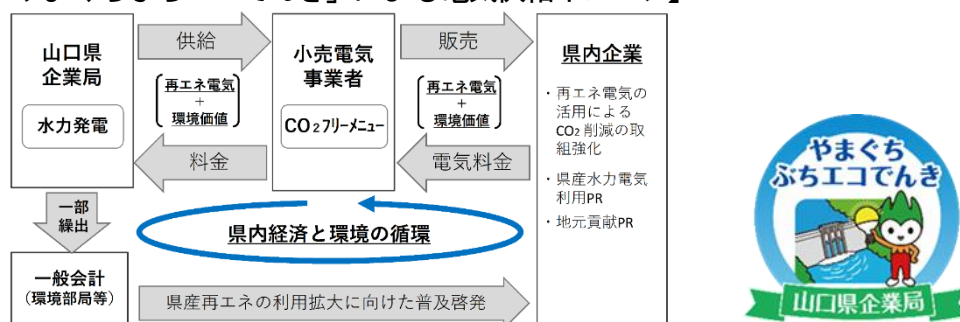 山口県
企業局
水力発電
供給
再エネ電気
+
環境価値
料金
小売電気
事業者
CO₂フリーメニュー
販売
再エネ電気
+
環境価値
電気料金
県内企業
・再エネ電気の
活用による
CO₂削減の取
組強化
・県産水力電気
利用PR
・地元貢献PR
一部
繰出
県内経済と環境の循環
一般会計
(環境部局等)
県産再エネの利用拡大に向けた普及啓発
やまぐち
ぶちエコでんき
山口県企業局